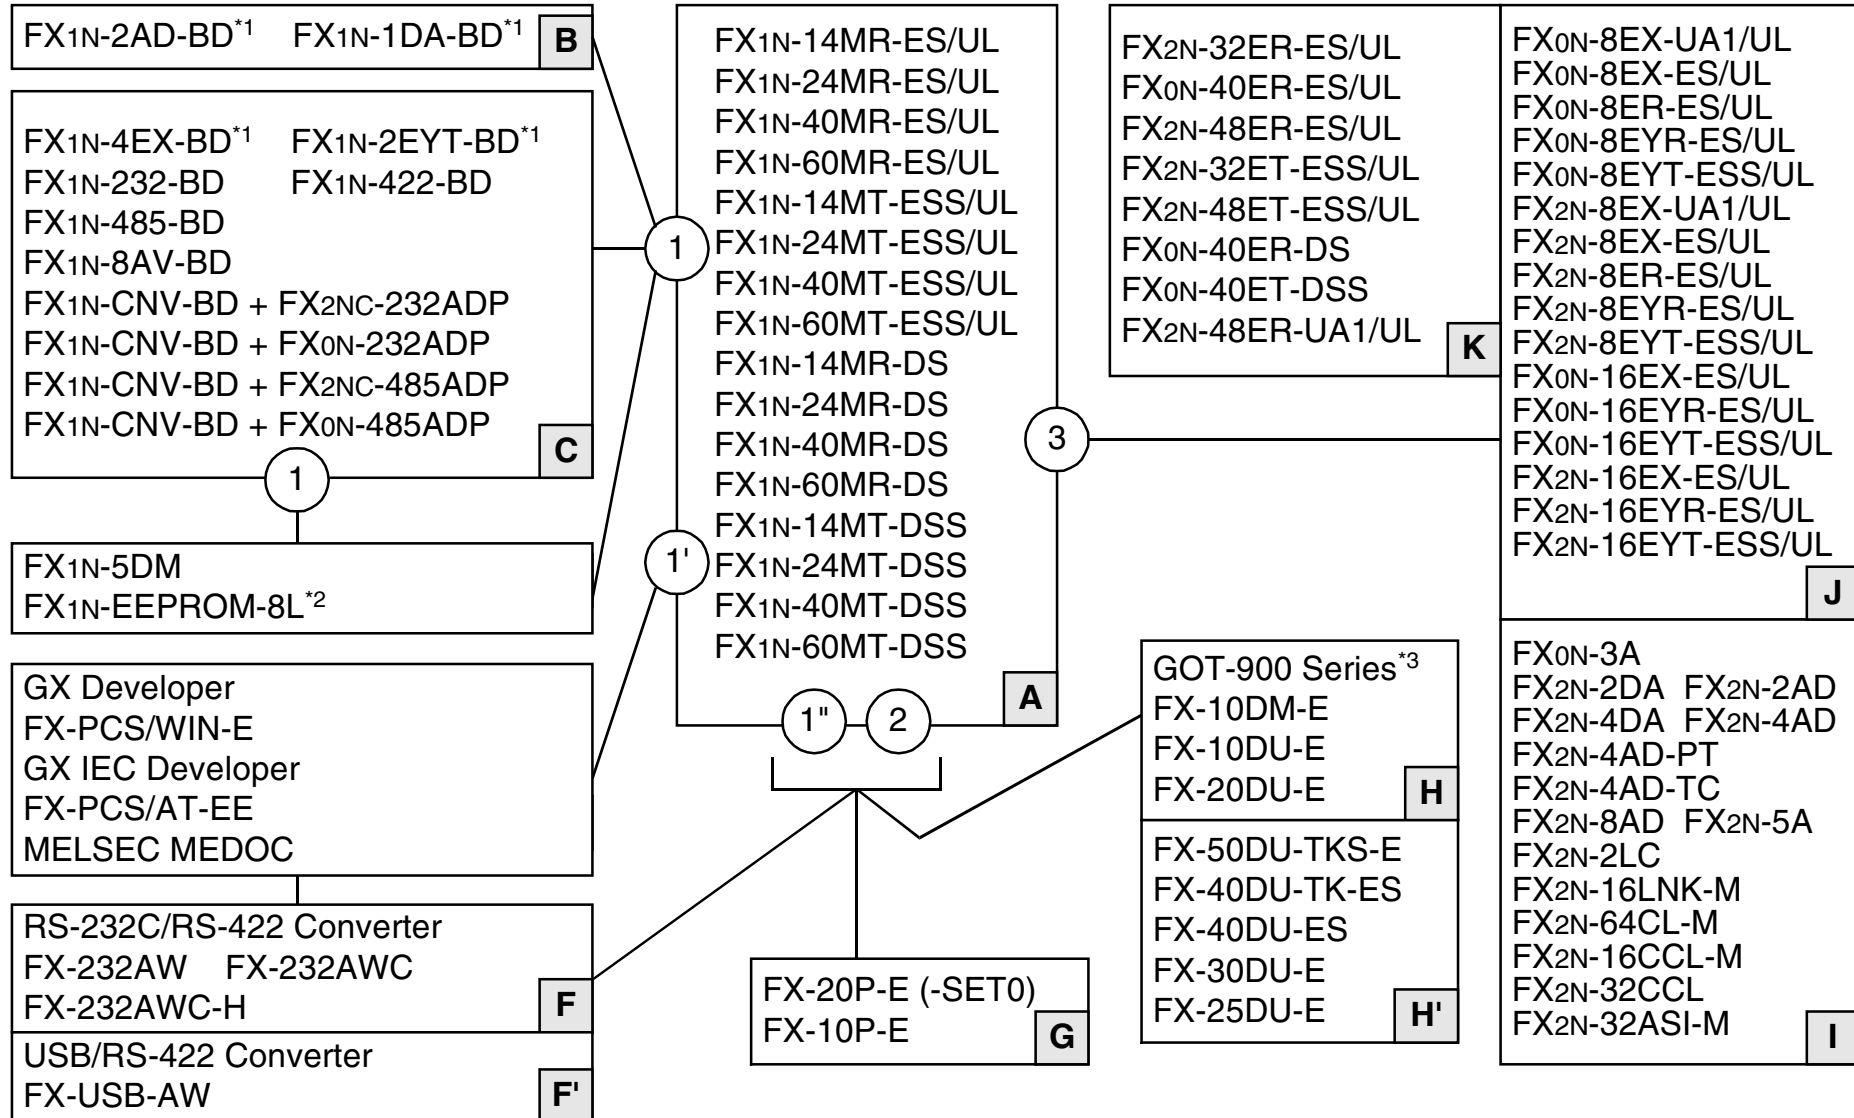 FX1N-2AD-BD*1 FX1N-1DA-BD*1 B
FX1N-4EX-BD*1 FX1N-2EYT-BD*1
FX1N-232-BD FX1N-422-BD
FX1N-485-BD
FX1N-8AV-BD
FX1N-CNV-BD + FX2NC-232ADP
FX1N-CNV-BD + FX0N-232ADP
FX1N-CNV-BD + FX2NC-485ADP
FX1N-CNV-BD + FX0N-485ADP
C
1
FX1N-5DM
FX1N-EEPROM-8L*2
GX Developer
FX-PCS/WIN-E
GX IEC Developer
FX-PCS/AT-EE
MELSEC MEDOC
RS-232C/RS-422 Converter
FX-232AW FX-232AWC
FX-232AWC-H
F
USB/RS-422 Converter
FX-USB-AW
F'
1
1'
FX1N-14MR-ES/UL
FX1N-24MR-ES/UL
FX1N-40MR-ES/UL
FX1N-60MR-ES/UL
FX1N-14MT-ESS/UL
FX1N-24MT-ESS/UL
FX1N-40MT-ESS/UL
FX1N-60MT-ESS/UL
FX1N-14MR-DS
FX1N-24MR-DS
FX1N-40MR-DS
FX1N-60MR-DS
FX1N-14MT-DSS
FX1N-24MT-DSS
FX1N-40MT-DSS
FX1N-60MT-DSS
A
1" 2
3
FX-20P-E (-SET0)
FX-10P-E
G
GOT-900 Series*3
FX-10DM-E
FX-10DU-E
FX-20DU-E
H
FX-50DU-TKS-E
FX-40DU-TK-ES
FX-40DU-ES
FX-30DU-E
FX-25DU-E
H'
FX2N-32ER-ES/UL
FX0N-40ER-ES/UL
FX2N-48ER-ES/UL
FX2N-32ET-ESS/UL
FX2N-48ET-ESS/UL
FX0N-40ER-DS
FX0N-40ET-DSS
FX2N-48ER-UA1/UL
K
FX0N-8EX-UA1/UL
FX0N-8EX-ES/UL
FX0N-8ER-ES/UL
FX0N-8EYR-ES/UL
FX0N-8EYT-ESS/UL
FX2N-8EX-UA1/UL
FX2N-8EX-ES/UL
FX2N-8ER-ES/UL
FX2N-8EYR-ES/UL
FX2N-8EYT-ESS/UL
FX0N-16EX-ES/UL
FX0N-16EYR-ES/UL
FX0N-16EYT-ESS/UL
FX2N-16EX-ES/UL
FX2N-16EYR-ES/UL
FX2N-16EYT-ESS/UL
J
FX0N-3A
FX2N-2DA FX2N-2AD
FX2N-4DA FX2N-4AD
FX2N-4AD-PT
FX2N-4AD-TC
FX2N-8AD FX2N-5A
FX2N-2LC
FX2N-16LNK-M
FX2N-64CL-M
FX2N-16CCL-M
FX2N-32CCL
FX2N-32ASI-M
I